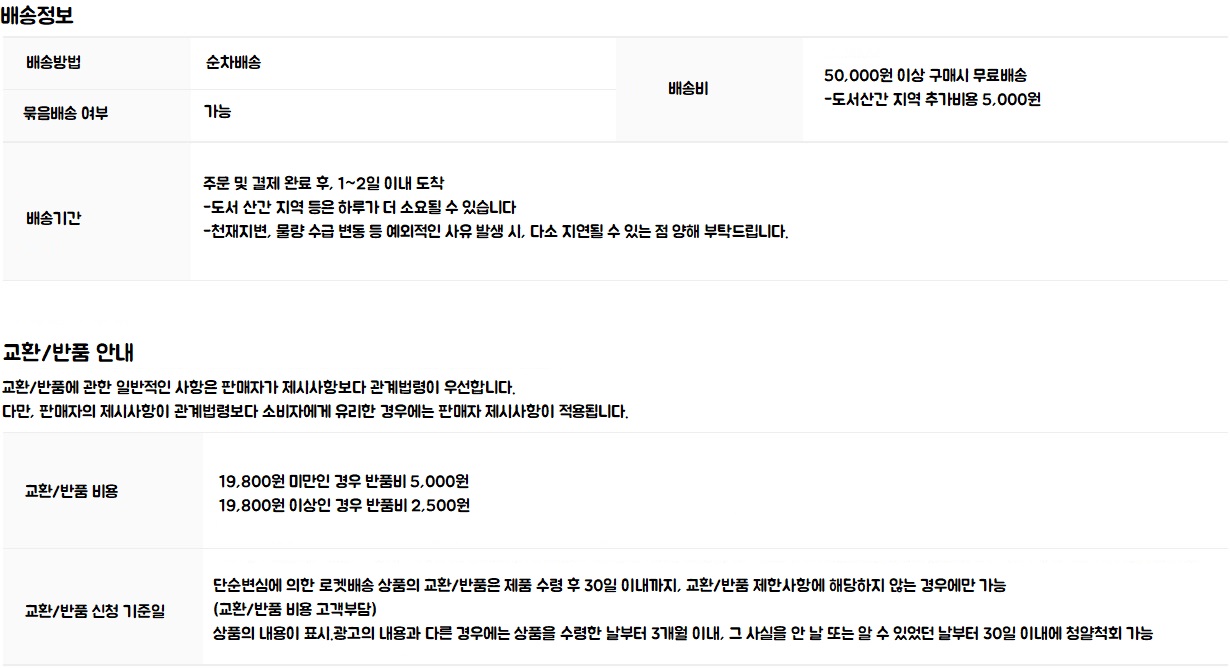 배송정보
배송방법
순차배송
배송비
50,000원 이상 구매시 무료배송
-도서산간 지역 추가비용 5,000원
묶음배송 여부
가능
배송기간
주문 및 결제 완료 후, 1~2일 이내 도착
-도서 산간 지역 등은 하루가 더 소요될 수 있습니다
-천재지변, 물량 수급 변동 등 예외적인 사유 발생 시, 다소 지연될 수 있는 점 양해 부탁드립니다.
교환/반품 안내
교환/반품에 관한 일반적인 사항은 판매자가 제시사항보다 관계법령이 우선합니다.
다만, 판매자의 제시사항이 관계법령보다 소비자에게 유리한 경우에는 판매자 제시사항이 적용됩니다.
교환/반품 비용
19,800원 미만인 경우 반품비 5,000원
19,800원 이상인 경우 반품비 2,500원
교환/반품 신청 기준일
단순변심에 의한 로켓배송 상품의 교환/반품은 제품 수령 후 30일 이내까지, 교환/반품 제한사항에 해당하지 않는 경우에만 가능
(교환/반품 비용 고객부담)
상품의 내용이 표시.광고의 내용과 다른 경우에는 상품을 수령한 날부터 3개월 이내, 그 사실을 안 날 또는 알 수 있었던 날부터 30일 이내에 청약척회 가능